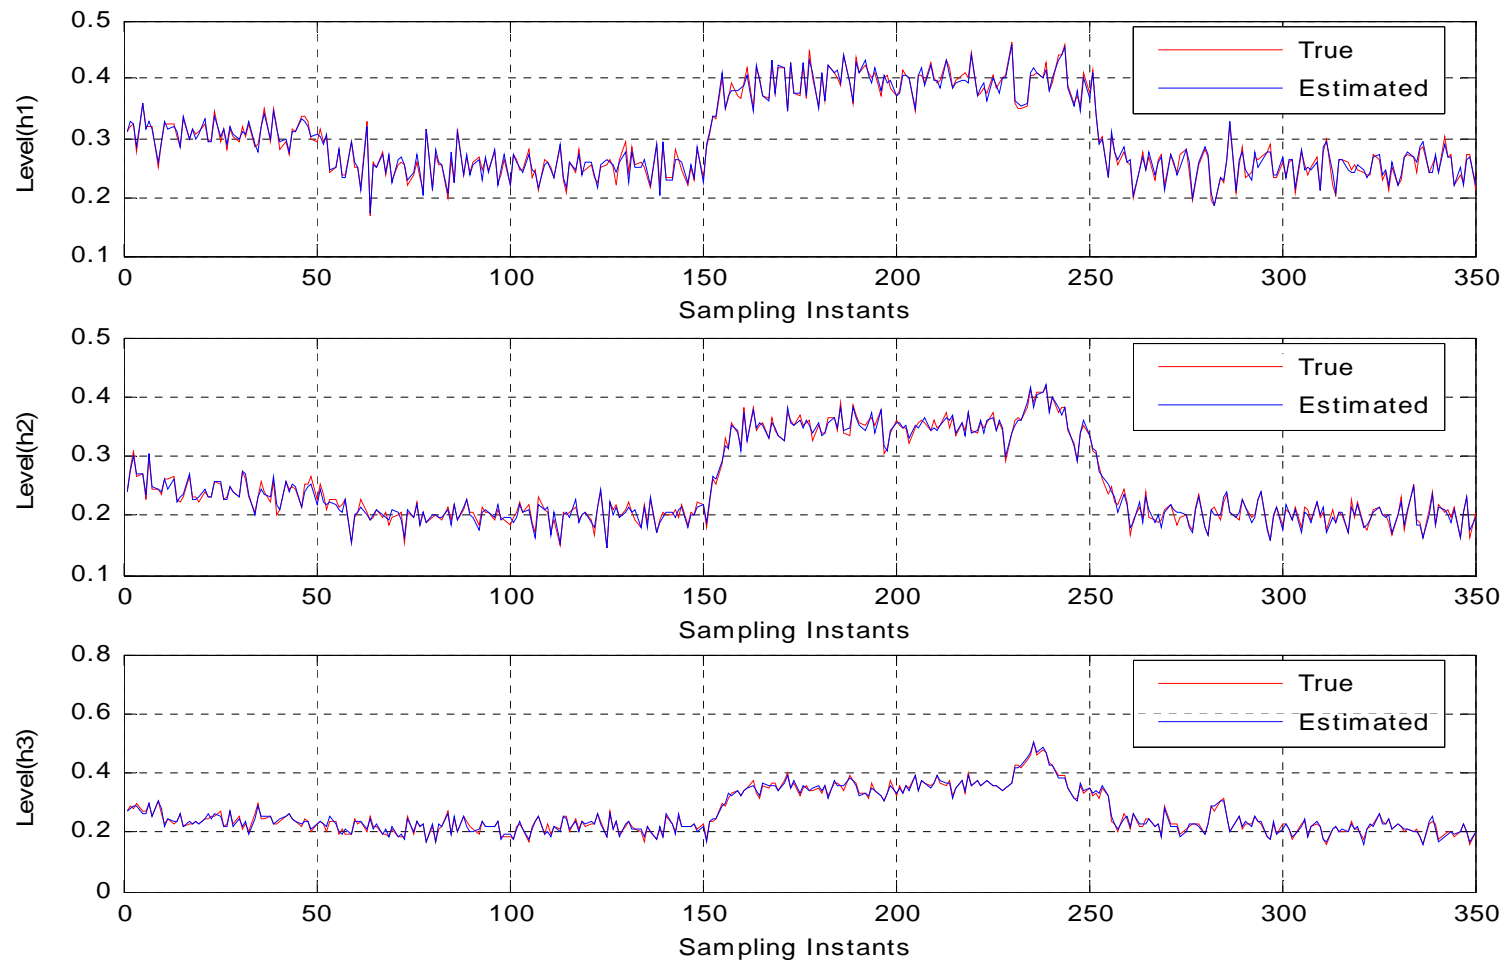 0.5
0.4
0.3
0.2
0.1
Level(h1)
True
Estimated
0 50 100 150 200 250 300 350
Sampling Instants
0.5
0.4
0.3
0.2
0.1
Level(h2)
True
Estimated
0 50 100 150 200 250 300 350
Sampling Instants
0.8
0.6
0.4
0.2
0
Level(h3)
True
Estimated
0 50 100 150 200 250 300 350
Sampling Instants